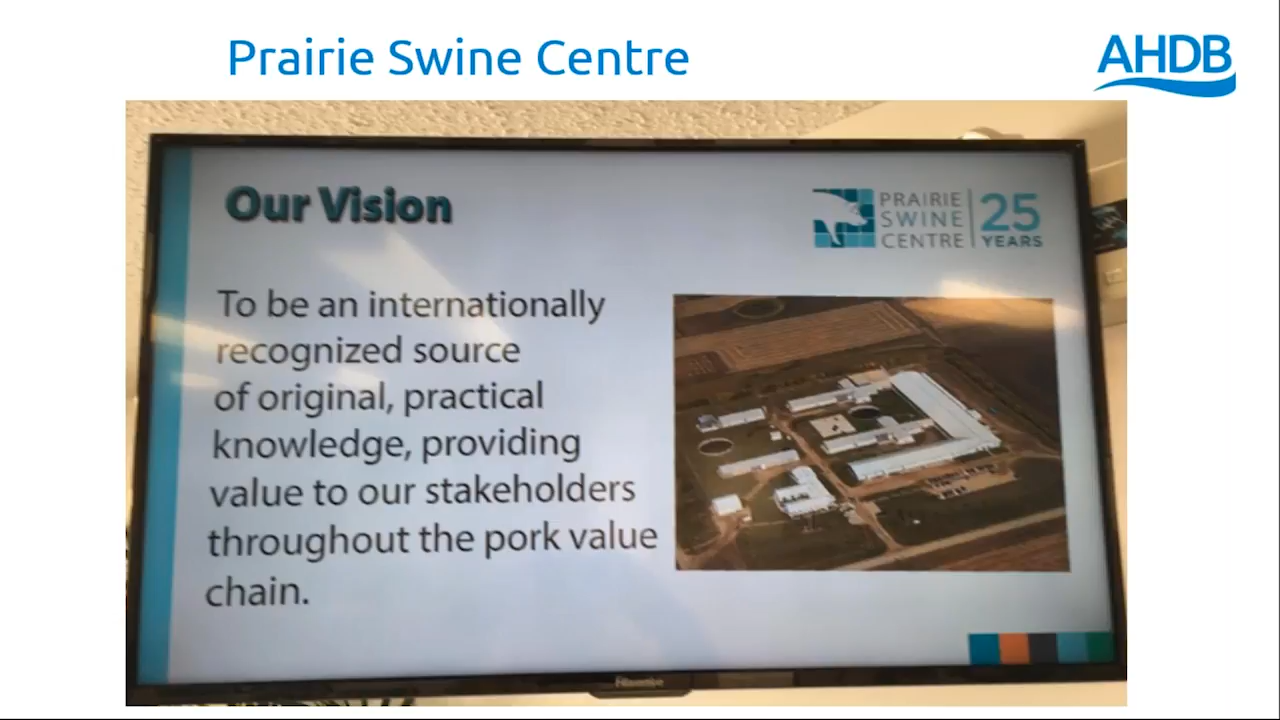 Prairie Swine Centre
AHDB
Our Vision
PRAIRIE
SWINE
CENTRE
25
YEARS
To be an internationally
recognized source
of original, practical
knowledge, providing
value to our stakeholders
throughout the pork value
chain.
Hisense